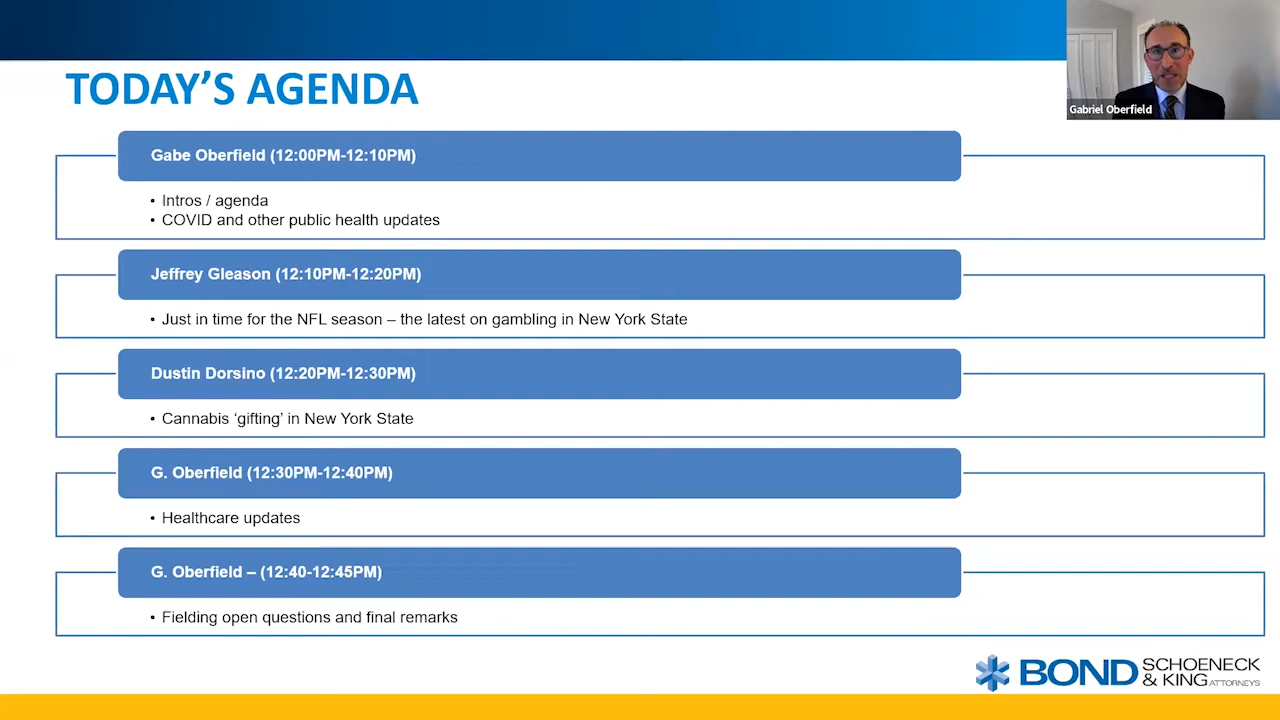 TODAY'S AGENDA
Gabriel Oberfield
Gabe Oberfield (12:00PM-12:10PM)
• Intros / agenda
• COVID and other public health updates
Jeffrey Gleason (12:10PM-12:20PM)
• Just in time for the NFL season – the latest on gambling in New York State
Dustin Dorsino (12:20PM-12:30PM)
• Cannabis ‘gifting’ in New York State
G. Oberfield (12:30PM-12:40PM)
• Healthcare updates
G. Oberfield – (12:40-12:45PM)
• Fielding open questions and final remarks
BOND SCHOENECK
& KING ATTORNEYS